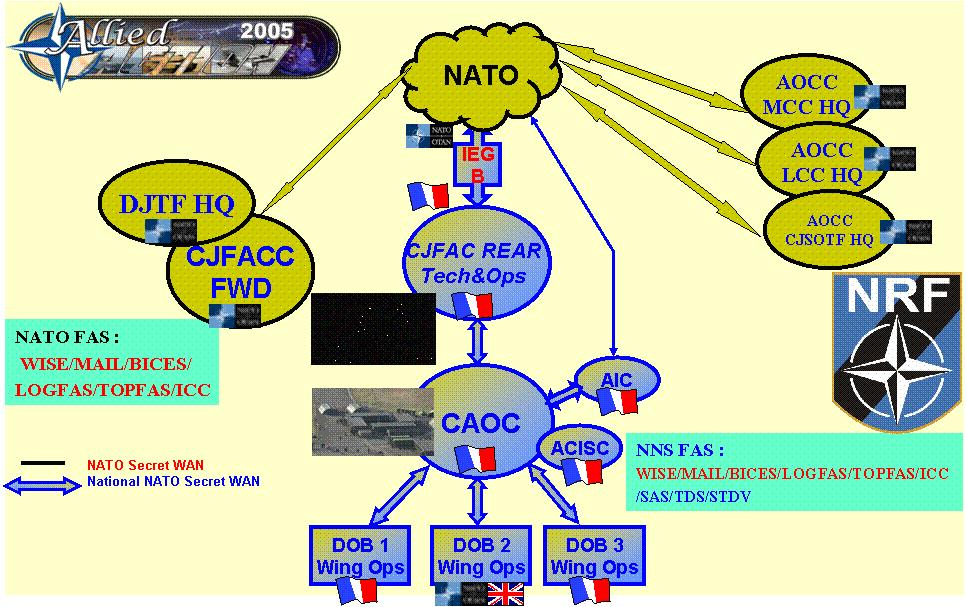 Allied
ACTION
2005
NATO
AOCC
MCC HQ
AOCC
LCC HQ
AOCC
CJSOTF HQ
NATO
OTAN
IEG
B
DJTF HQ
CJFACC
FWD
CJFAC REAR
Tech&Ops
NRF
NATO FAS :
WISE/MAIL/BICES/
LOGFAS/TOPFAS/ICC
AIC
CAOC
ACISC
NNS FAS :
WISE/MAIL/BICES/LOGFAS/TOPFAS/ICC
/SAS/TDS/STDV
NATO Secret WAN
National NATO Secret WAN
DOB 1
Wing Ops
DOB 2
Wing Ops
DOB 3
Wing Ops